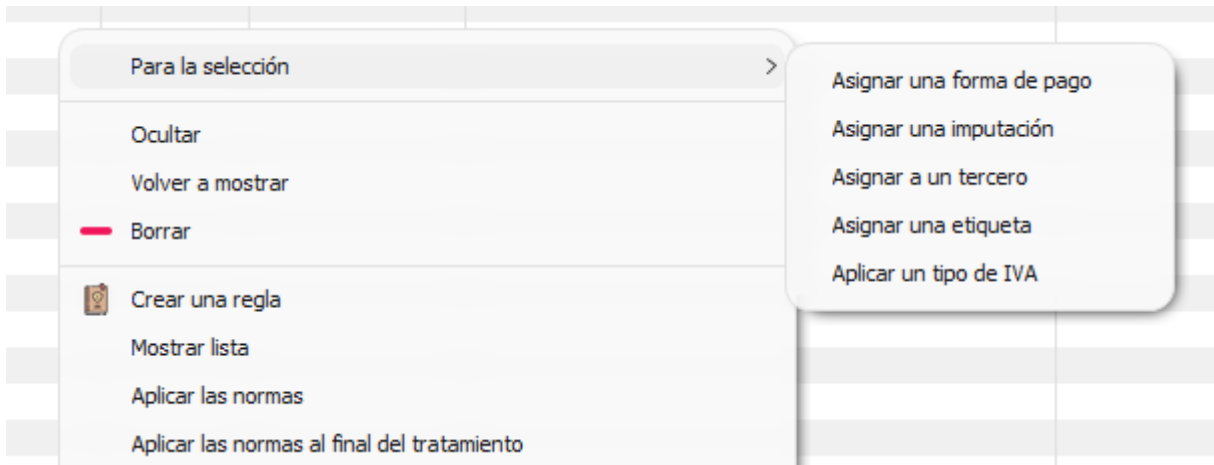 Para la selección
Ocultar
Volver a mostrar
Borrar
Crear una regla
Mostrar lista
Aplicar las normas
Aplicar las normas al final del tratamiento
Asignar una forma de pago
Asignar una imputación
Asignar a un tercero
Asignar una etiqueta
Aplicar un tipo de IVA